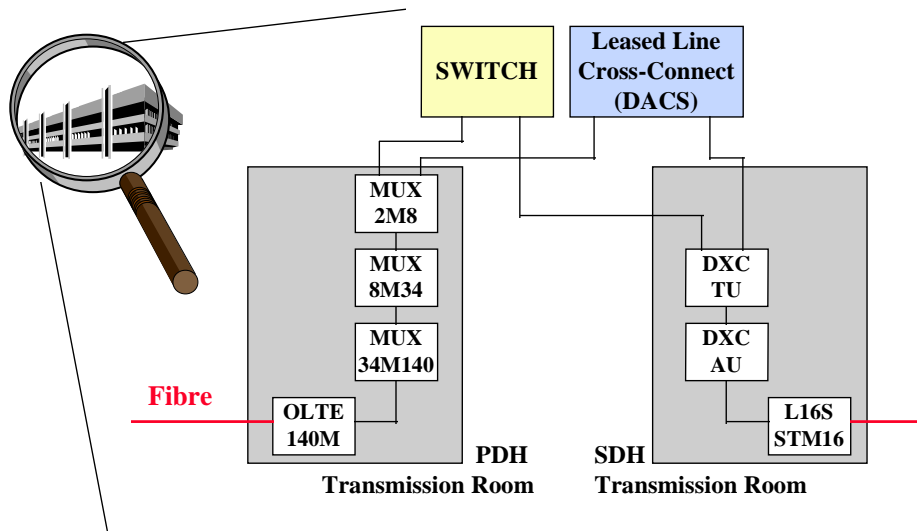 SWITCH
Leased Line
Cross-Connect
(DACS)
MUX
2M8
MUX
8M34
MUX
34M140
OLTE
140M
Fibre
PDH
Transmission Room
DXC
TU
DXC
AU
L16S
STM16
SDH
Transmission Room